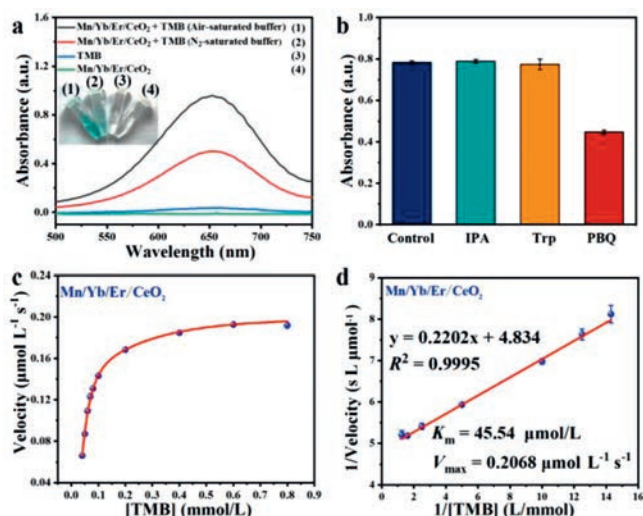 a
Mn/Yb/Er/CeO₂ + TMB (Air-saturated buffer) (1)
Mn/Yb/Er/CeO₂ + TMB (N₂-saturated buffer) (2)
TMB (3)
Mn/Yb/Er/CeO₂ (4)
(1) (2) (3) (4)
Absorbance (a.u.)
1.8
1.2
0.6
0.0
500 550 600 650 700 750
Wavelength (nm)
b
Absorbance (a.u.)
1.0
0.8
0.6
0.4
0.2
0.0
Control IPA Trp PBQ
c
Mn/Yb/Er/CeO₂
Velocity (μmol L⁻¹ s⁻¹)
0.20
0.16
0.12
0.08
0.04
0.0 0.1 0.2 0.3 0.4 0.5 0.6 0.7 0.8 0.9
[TMB] (mmol/L)
d
Mn/Yb/Er/CeO₂
y = 0.2202x + 4.834
R² = 0.9995
Kₘ = 45.54 μmol/L
Vₘₐₓ = 0.2068 μmol L⁻¹ s⁻¹
1/Velocity (s L μmol⁻¹)
9
8
7
6
5
4
0 2 4 6 8 10 12 14 16
1/[TMB] (L/mmol)